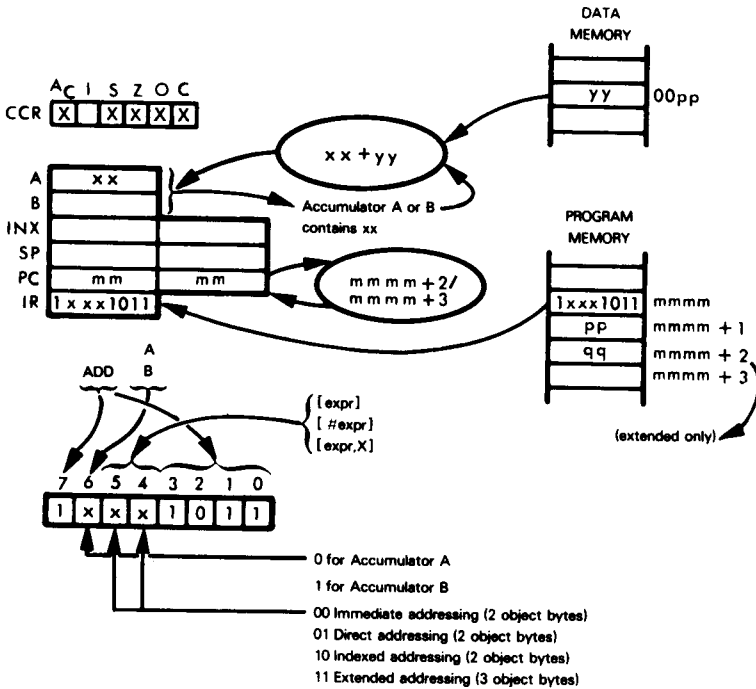 DATA
MEMORY
yy 00pp
AC I S Z O C
CCR X X X X X
xx + yy
A xx
B
INX
SP
PC mm mm
IR 1xxx1011
Accumulator A or B
contains xx
mmmm + 2/
mmmm + 3
PROGRAM
MEMORY
1xxx1011 mmmm
pp mmmm + 1
qq mmmm + 2
mmmm + 3
(extended only)
A
ADD B
[expr]
[ #expr]
[expr,X]
7 6 5 4 3 2 1 0
1 x x x 1 0 1 1
0 for Accumulator A
1 for Accumulator B
00 Immediate addressing (2 object bytes)
01 Direct addressing (2 object bytes)
10 Indexed addressing (2 object bytes)
11 Extended addressing (3 object bytes)